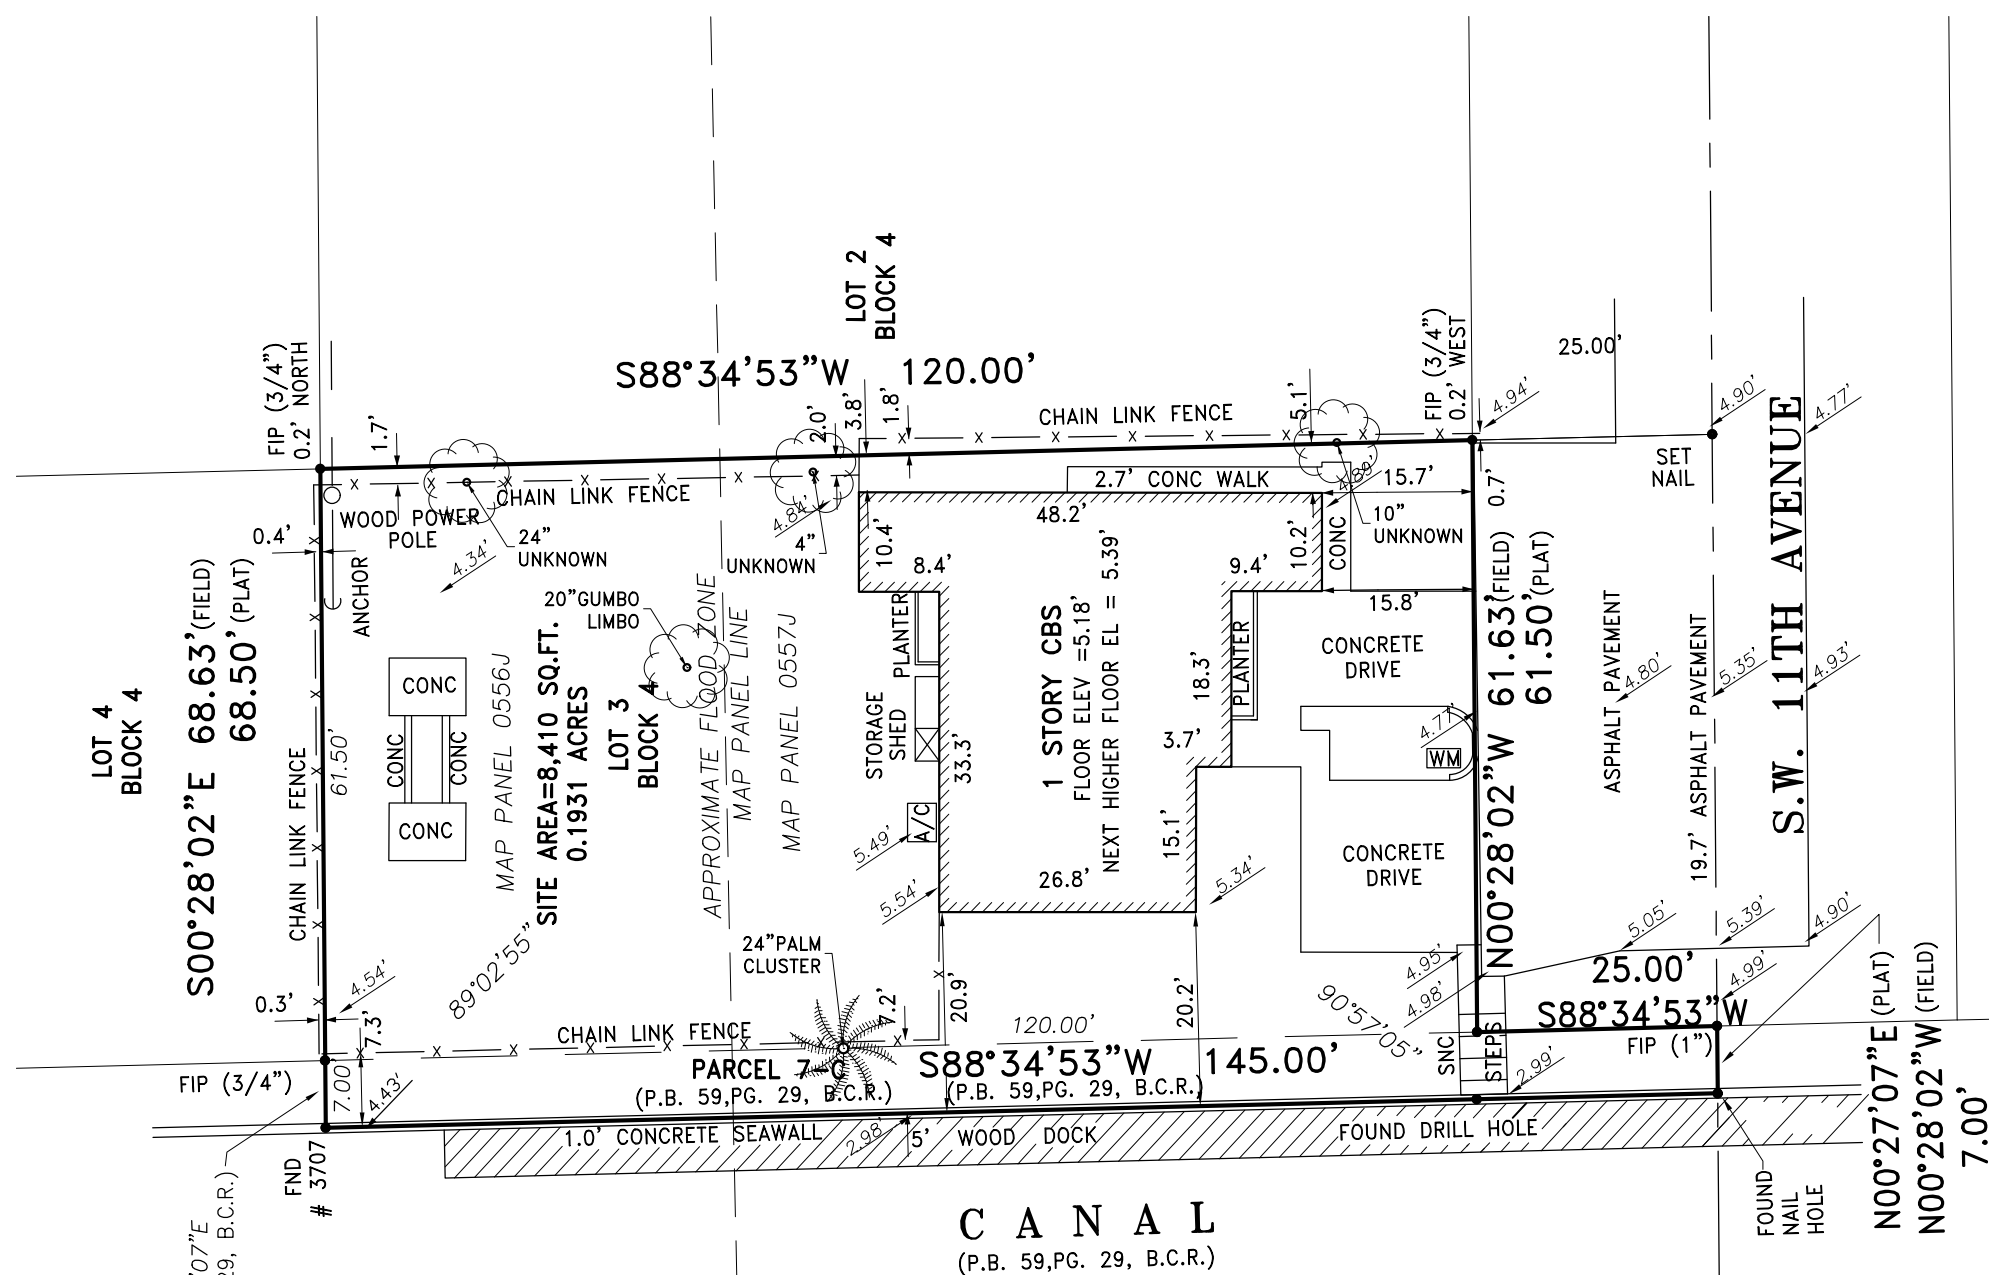 LOT 2
BLOCK 4
S88°34'53"W 120.00'
FIP (3/4")
0.2' NORTH
1.7'
2.0'
3.8'
1.8'
CHAIN LINK FENCE
5.1'
FIP (3/4")
0.2' WEST
4.94'
25.00'
4.90'
4.77'
SET
NAIL
S.W. 11TH AVENUE
CHAIN LINK FENCE
WOOD POWER
POLE
24"
UNKNOWN
4.34'
4.84'
4"
UNKNOWN
2.7' CONC WALK
4.89'
15.7'
0.7'
10"
UNKNOWN
48.2'
10.4'
10.2'
CONC
8.4'
9.4'
15.8'
0.4'
ANCHOR
LOT 4
BLOCK 4
S00°28'02"E 68.63'(FIELD)
68.50'(PLAT)
CHAIN LINK FENCE
61.50'
CONC
CONC
CONC
CONC
MAP PANEL 0556J
SITE AREA=8,410 SQ.FT.
0.1931 ACRES
LOT 3
BLOCK 4
20"GUMBO
LIMBO
APPROXIMATE FLOOD ZONE
MAP PANEL LINE
MAP PANEL 0557J
PLANTER
STORAGE
SHED
A/C
33.3'
1 STORY CBS
FLOOR ELEV =5.18'
NEXT HIGHER FLOOR EL = 5.39'
18.3'
PLANTER
3.7'
15.1'
26.8'
5.49'
5.54'
5.34'
CONCRETE
DRIVE
4.77'
WM
CONCRETE
DRIVE
N00°28'02"W 61.63'(FIELD)
61.50'(PLAT)
ASPHALT PAVEMENT
4.80'
19.7' ASPHALT PAVEMENT
5.35'
4.93'
5.05'
5.39'
4.90'
4.95'
4.98'
4.99'
25.00'
S88°34'53"W
FIP (1")
90°57'05"
SNC
STEPS
2.99'
89°02'55"
4.54'
0.3'
7.3'
24"PALM
CLUSTER
7.2'
20.9'
20.2'
120.00'
CHAIN LINK FENCE
PARCEL 7-C
(P.B. 59,PG. 29, B.C.R.)
S88°34'53"W 145.00'
(P.B. 59,PG. 29, B.C.R.)
FIP (3/4")
7.00'
4.43'
FND
# 3707
1.0' CONCRETE SEAWALL
2.98'
5' WOOD DOCK
FOUND DRILL HOLE
FOUND
NAIL
HOLE
N00°27'07"E (PLAT)
N00°28'02"W (FIELD)
7.00'
CANAL
(P.B. 59,PG. 29, B.C.R.)
07"E
29, B.C.R.)